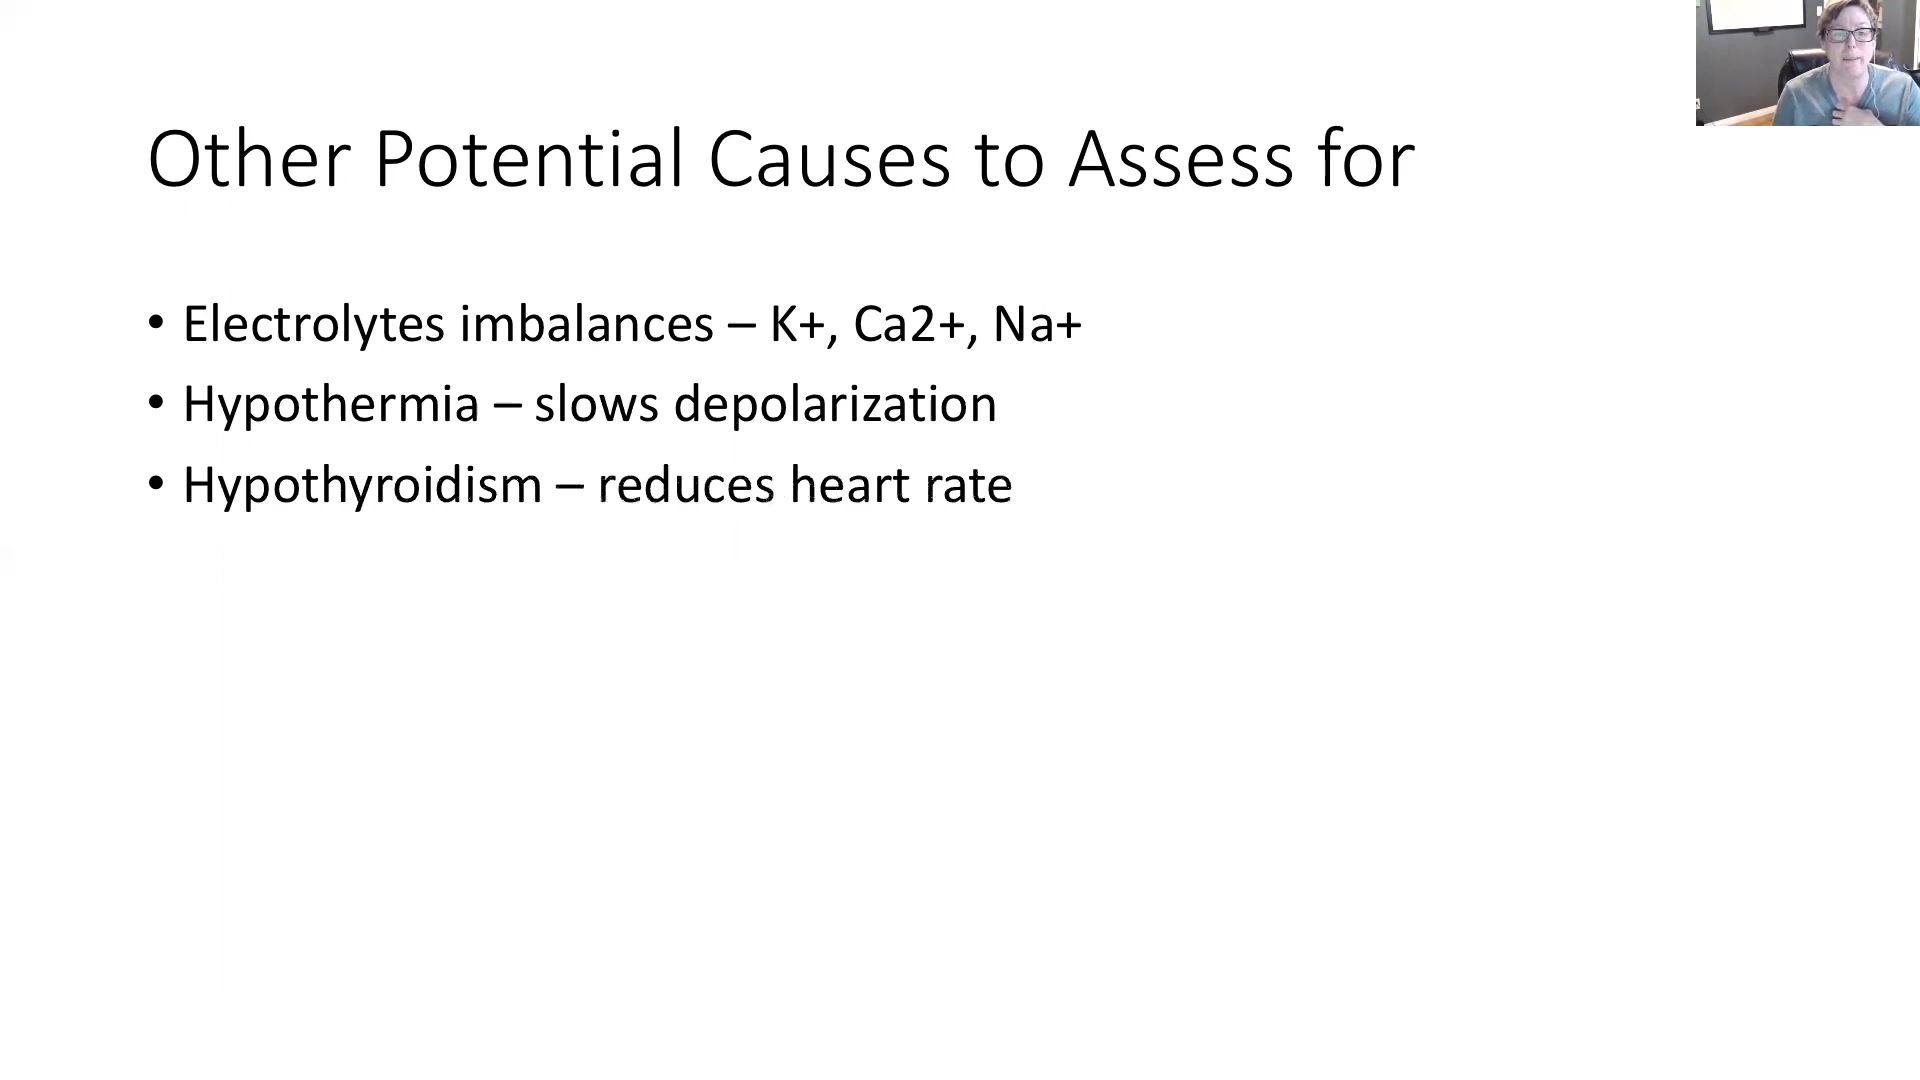 Other Potential Causes to Assess for
• Electrolytes imbalances – K+, Ca2+, Na+
• Hypothermia – slows depolarization
• Hypothyroidism – reduces heart rate